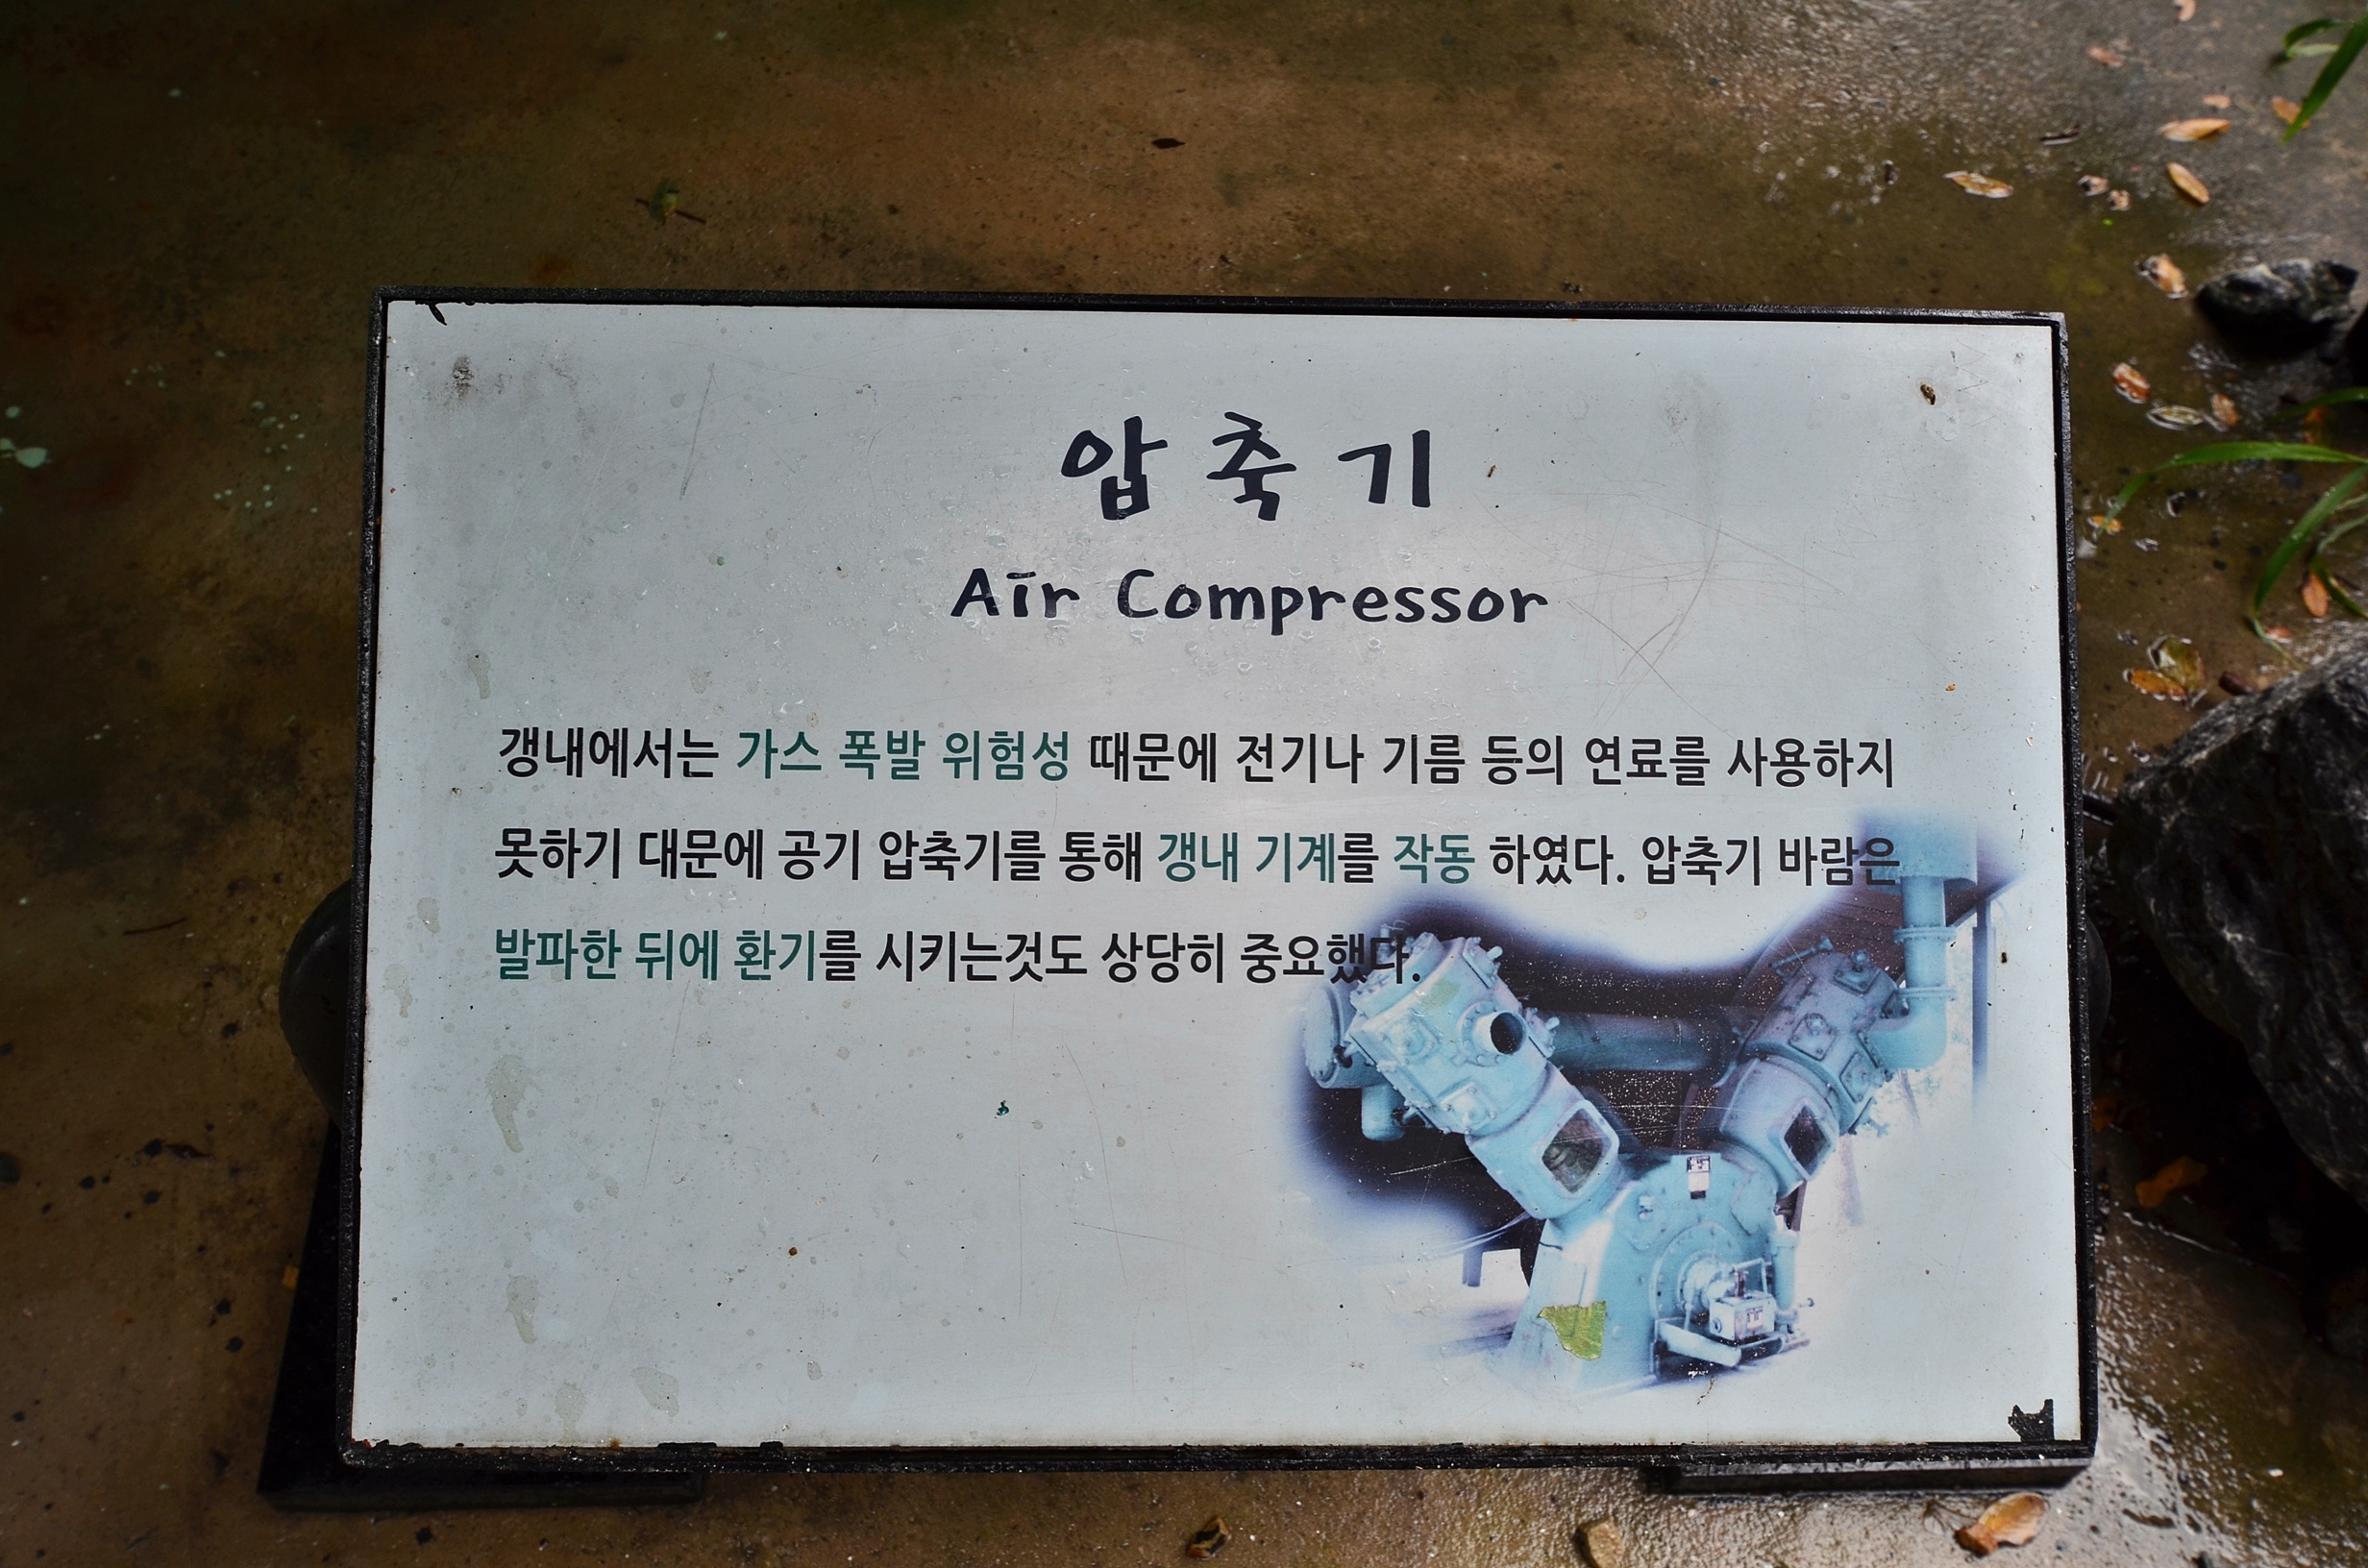 압축기
Air Compressor
갱내에서는 가스 폭발 위험성 때문에 전기나 기름 등의 연료를 사용하지
못하기 대문에 공기 압축기를 통해 갱내 기계를 작동 하였다. 압축기 바람은
발파한 뒤에 환기를 시키는것도 상당히 중요했다.